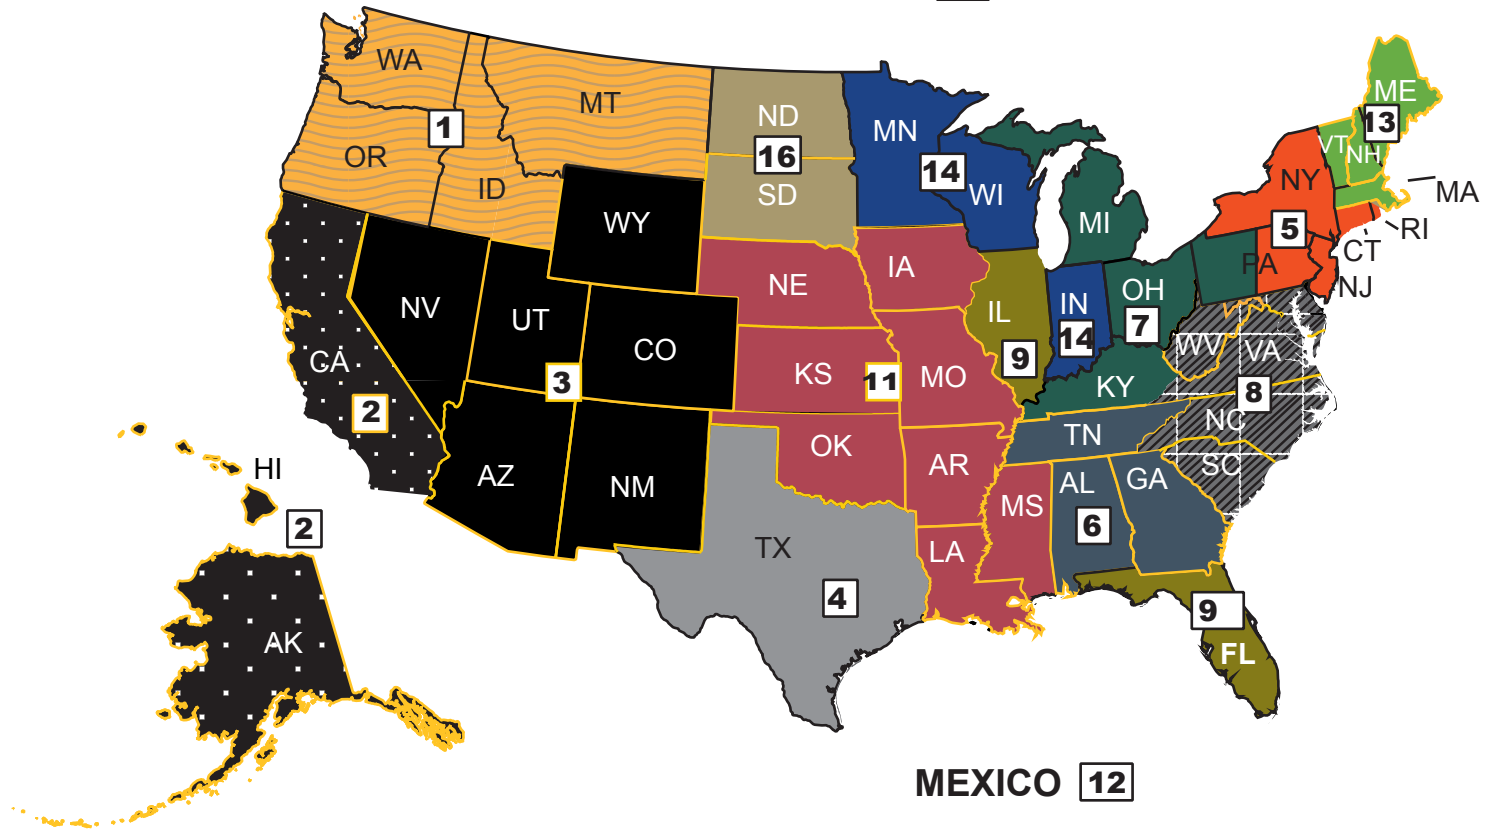 WA
MT
ME
ND
13
1
MN
VT
NH
OR
16
14
ID
NY
SD
WI
MA
WY
MI
5
RI
CT
IA
PA
NE
OH
NJ
NV
IN
IL
UT
7
14
WV
VA
CO
9
CA
KS
11
MO
3
KY
8
2
NC
TN
OK
SC
AR
HI
AZ
NM
AL
GA
MS
2
6
TX
LA
4
9
AK
FL
MEXICO 12